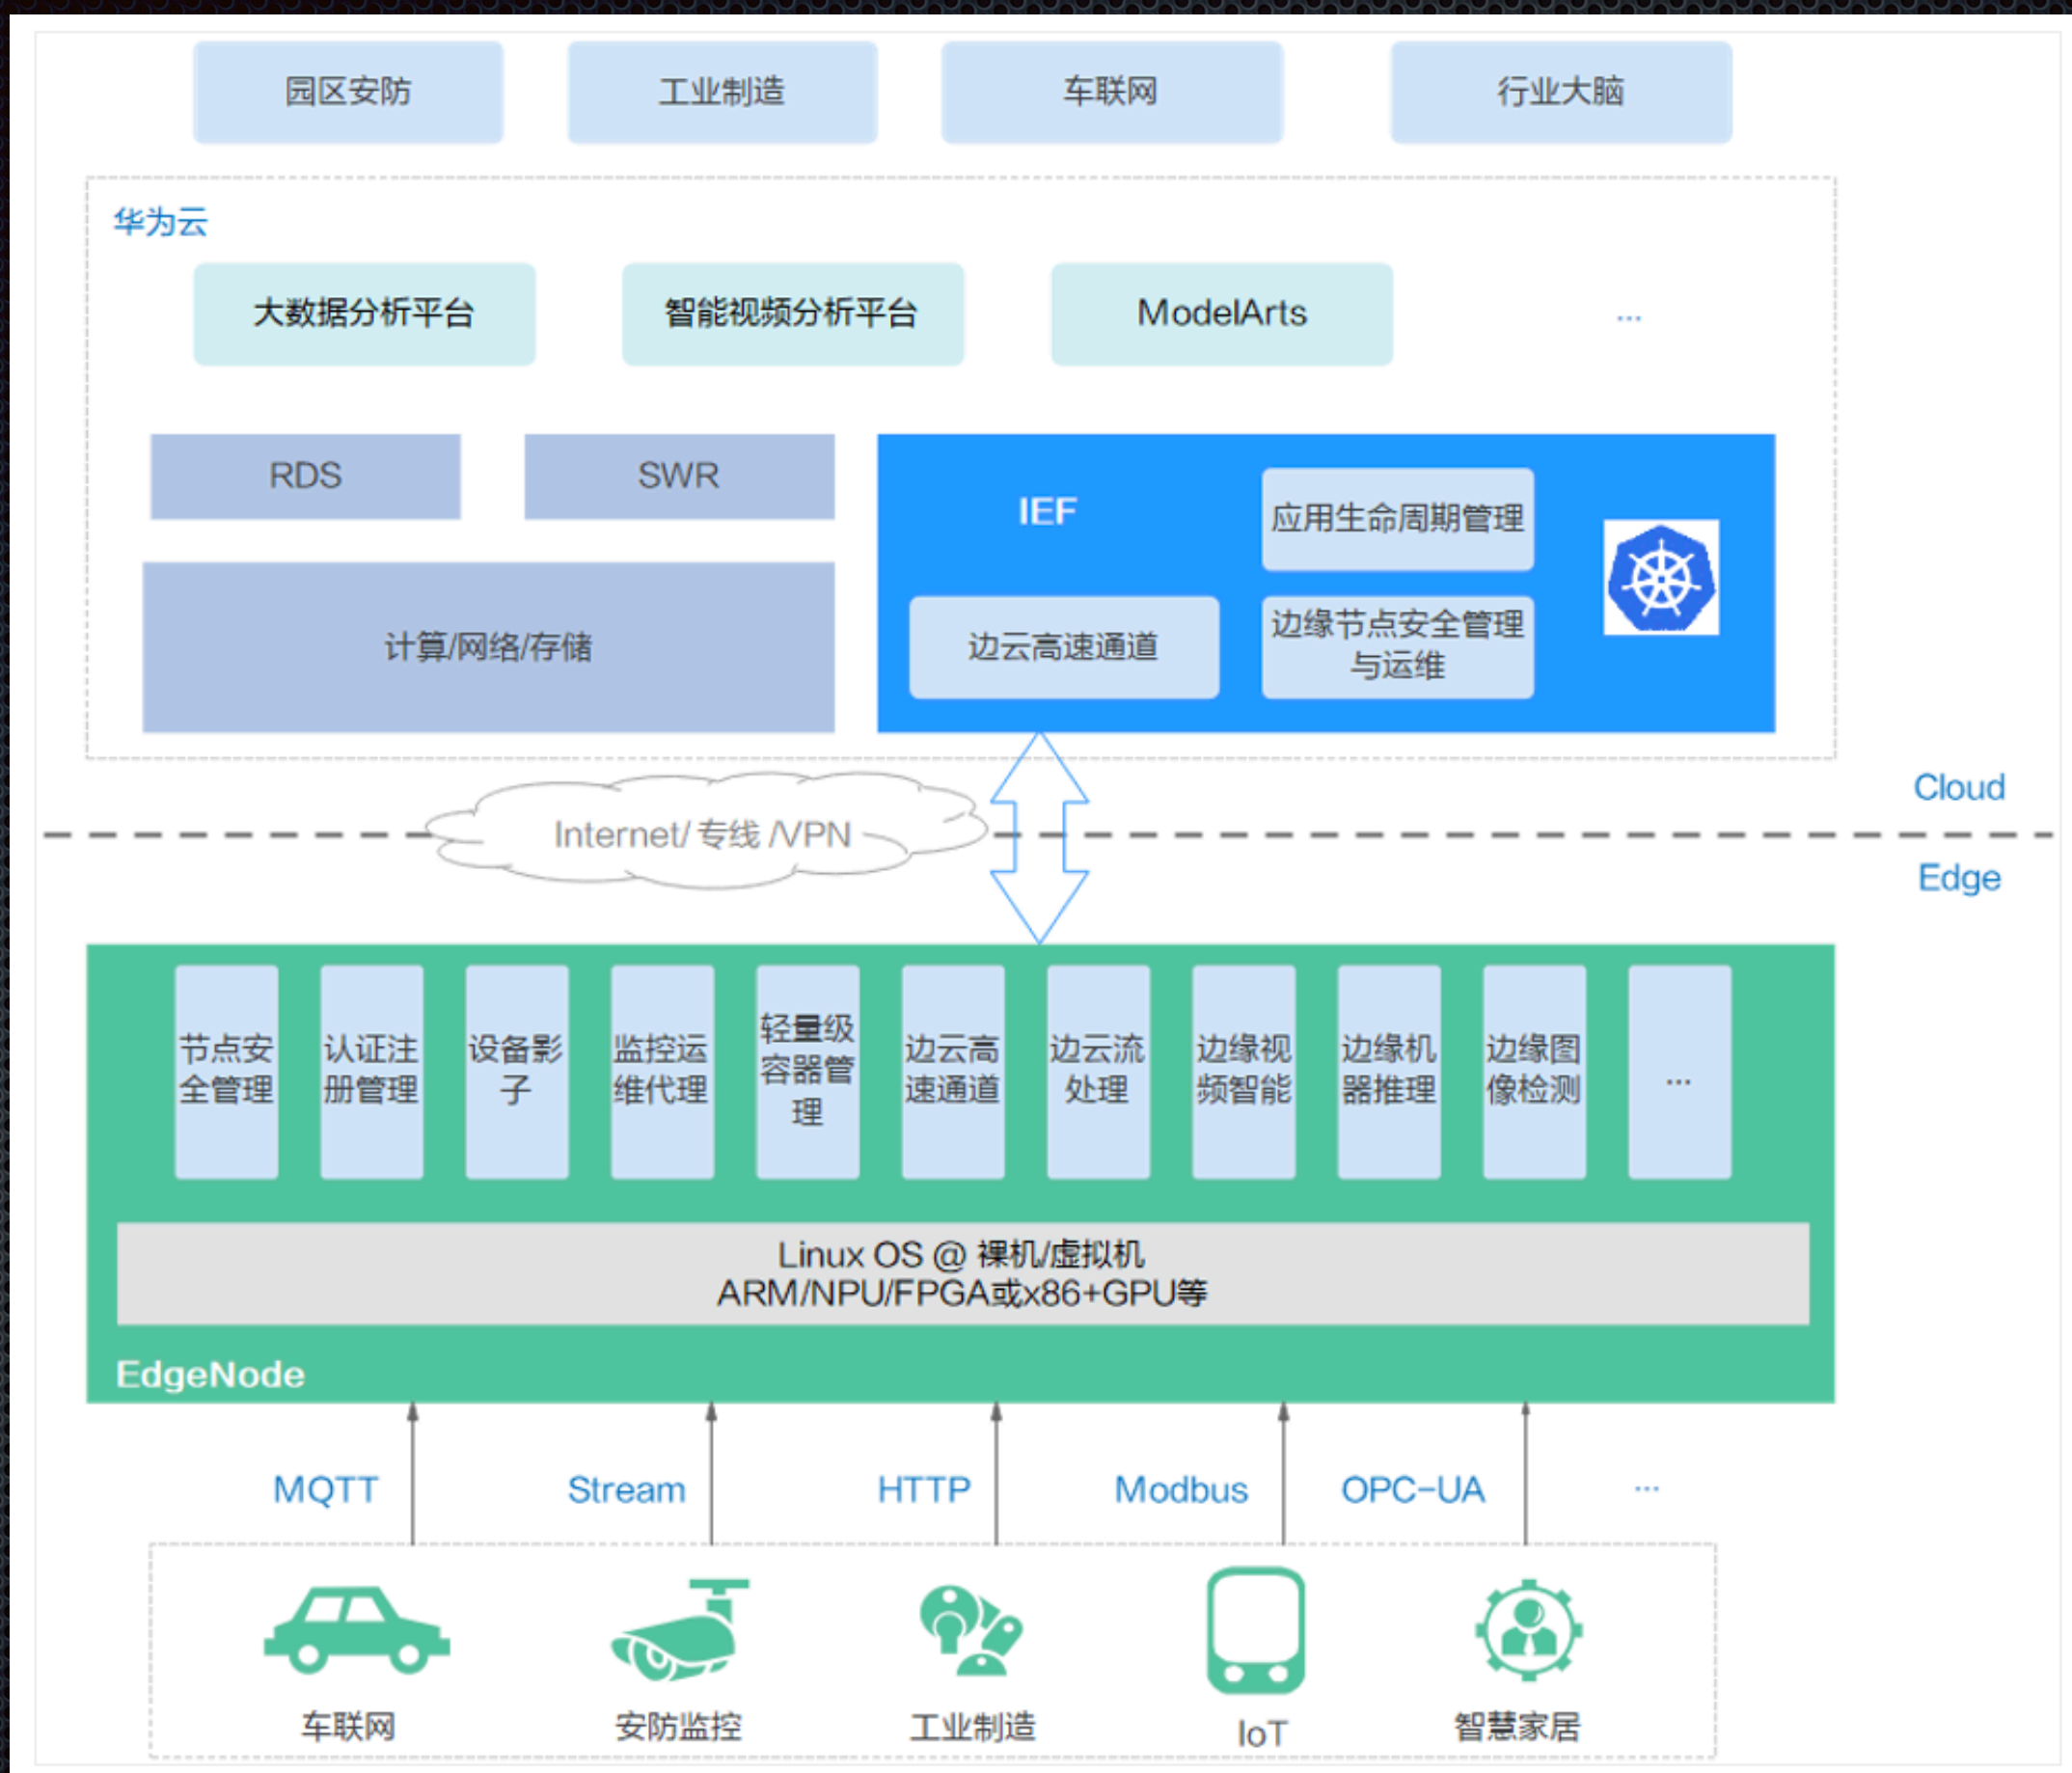 园区安防
工业制造
车联网
行业大脑
华为云
大数据分析平台
智能视频分析平台
ModelArts
...
RDS
SWR
计算/网络/存储
IEF
应用生命周期管理
边云高速通道
边缘节点安全管理
与运维
Cloud
Internet/ 专线 /VPN
Edge
节点安
全管理
认证注
册管理
设备影
子
监控运
维代理
轻量级
容器管
理
边云高
速通道
边云流
处理
边缘视
频智能
边缘机
器推理
边缘图
像检测
...
Linux OS @ 裸机/虚拟机
ARM/NPU/FPGA或x86+GPU等
EdgeNode
MQTT
Stream
HTTP
Modbus
OPC-UA
...
车联网
安防监控
工业制造
IoT
智慧家居